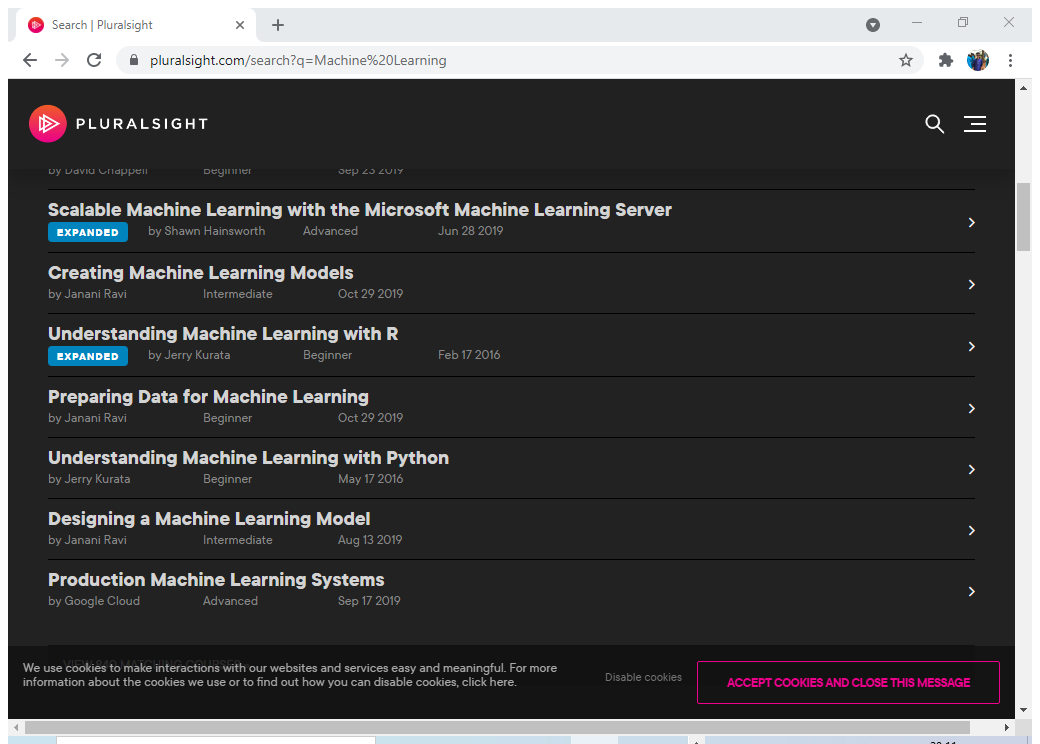 Search | Pluralsight
pluralsight.com/search?q=Machine%20Learning
PLURALSIGHT
by David Chappell Beginner Sep 23 2019
Scalable Machine Learning with the Microsoft Machine Learning Server
EXPANDED by Shawn Hainsworth Advanced Jun 28 2019
Creating Machine Learning Models
by Janani Ravi Intermediate Oct 29 2019
Understanding Machine Learning with R
EXPANDED by Jerry Kurata Beginner Feb 17 2016
Preparing Data for Machine Learning
by Janani Ravi Beginner Oct 29 2019
Understanding Machine Learning with Python
by Jerry Kurata Beginner May 17 2016
Designing a Machine Learning Model
by Janani Ravi Intermediate Aug 13 2019
Production Machine Learning Systems
by Google Cloud Advanced Sep 17 2019
We use cookies to make interactions with our websites and services easy and meaningful. For more
information about the cookies we use or to find out how you can disable cookies, click here.
Disable cookies
ACCEPT COOKIES AND CLOSE THIS MESSAGE